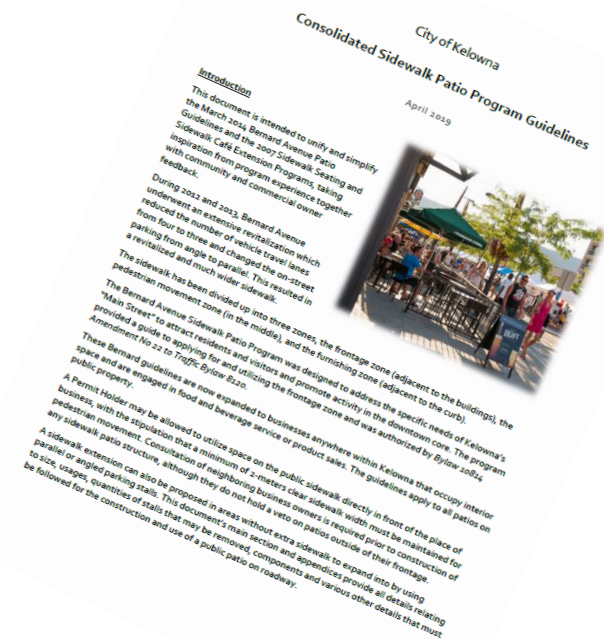 City of Kelowna
Consolidated Sidewalk Patio Program Guidelines
April 2019
Introduction
This document is intended to unify and simplify
the March 2014 Bernard Avenue Patio
Guidelines and the 2007 Sidewalk Seating and
Sidewalk Café Extension Programs, taking
inspiration from program experience together
with community and commercial owner
feedback.
During 2012 and 2013, Bernard Avenue
underwent an extensive revitalization which
reduced the number of vehicle travel lanes
from four to three and changed the on-street
parking from angle to parallel. This resulted in
a revitalized and much wider sidewalk.
The sidewalk has been divided up into three zones, the frontage zone (adjacent to the buildings), the
pedestrian movement zone (in the middle), and the furnishing zone (adjacent to the curb).
The Bernard Avenue Sidewalk Patio Program was designed to address the specific needs of Kelowna's
"Main Street" to attract residents and visitors and promote activity in the downtown core. The program
provided a guide to applying for and utilizing the frontage zone and was authorized by Bylaw 10824
Amendment No 22 to Traffic Bylaw 8120.
These Bernard guidelines are now expanded to businesses anywhere within Kelowna that occupy interior
space and are engaged in food and beverage service or product sales. The guidelines apply to all patios on
public property.
A Permit Holder may be allowed to utilize space on the public sidewalk directly in front of the place of
business, with the stipulation that a minimum of 2-meters clear sidewalk width must be maintained for
pedestrian movement. Consultation of neighboring business owners is required prior to construction of
any sidewalk patio structure, although they do not hold a veto on patios outside of their frontage.
A sidewalk extension can also be proposed in areas without extra sidewalk to expand into by using
parallel or angled parking stalls. This document's main section and appendices provide all details relating
to size, usages, quantities of stalls that may be removed, components and various other details that must
be followed for the construction and use of a public patio on roadway.